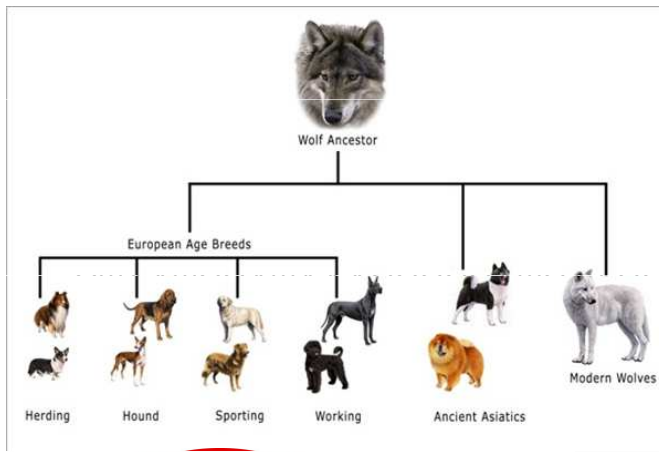 Wolf Ancestor
European Age Breeds
Modern Wolves
Herding
Hound
Sporting
Working
Ancient Asiatics